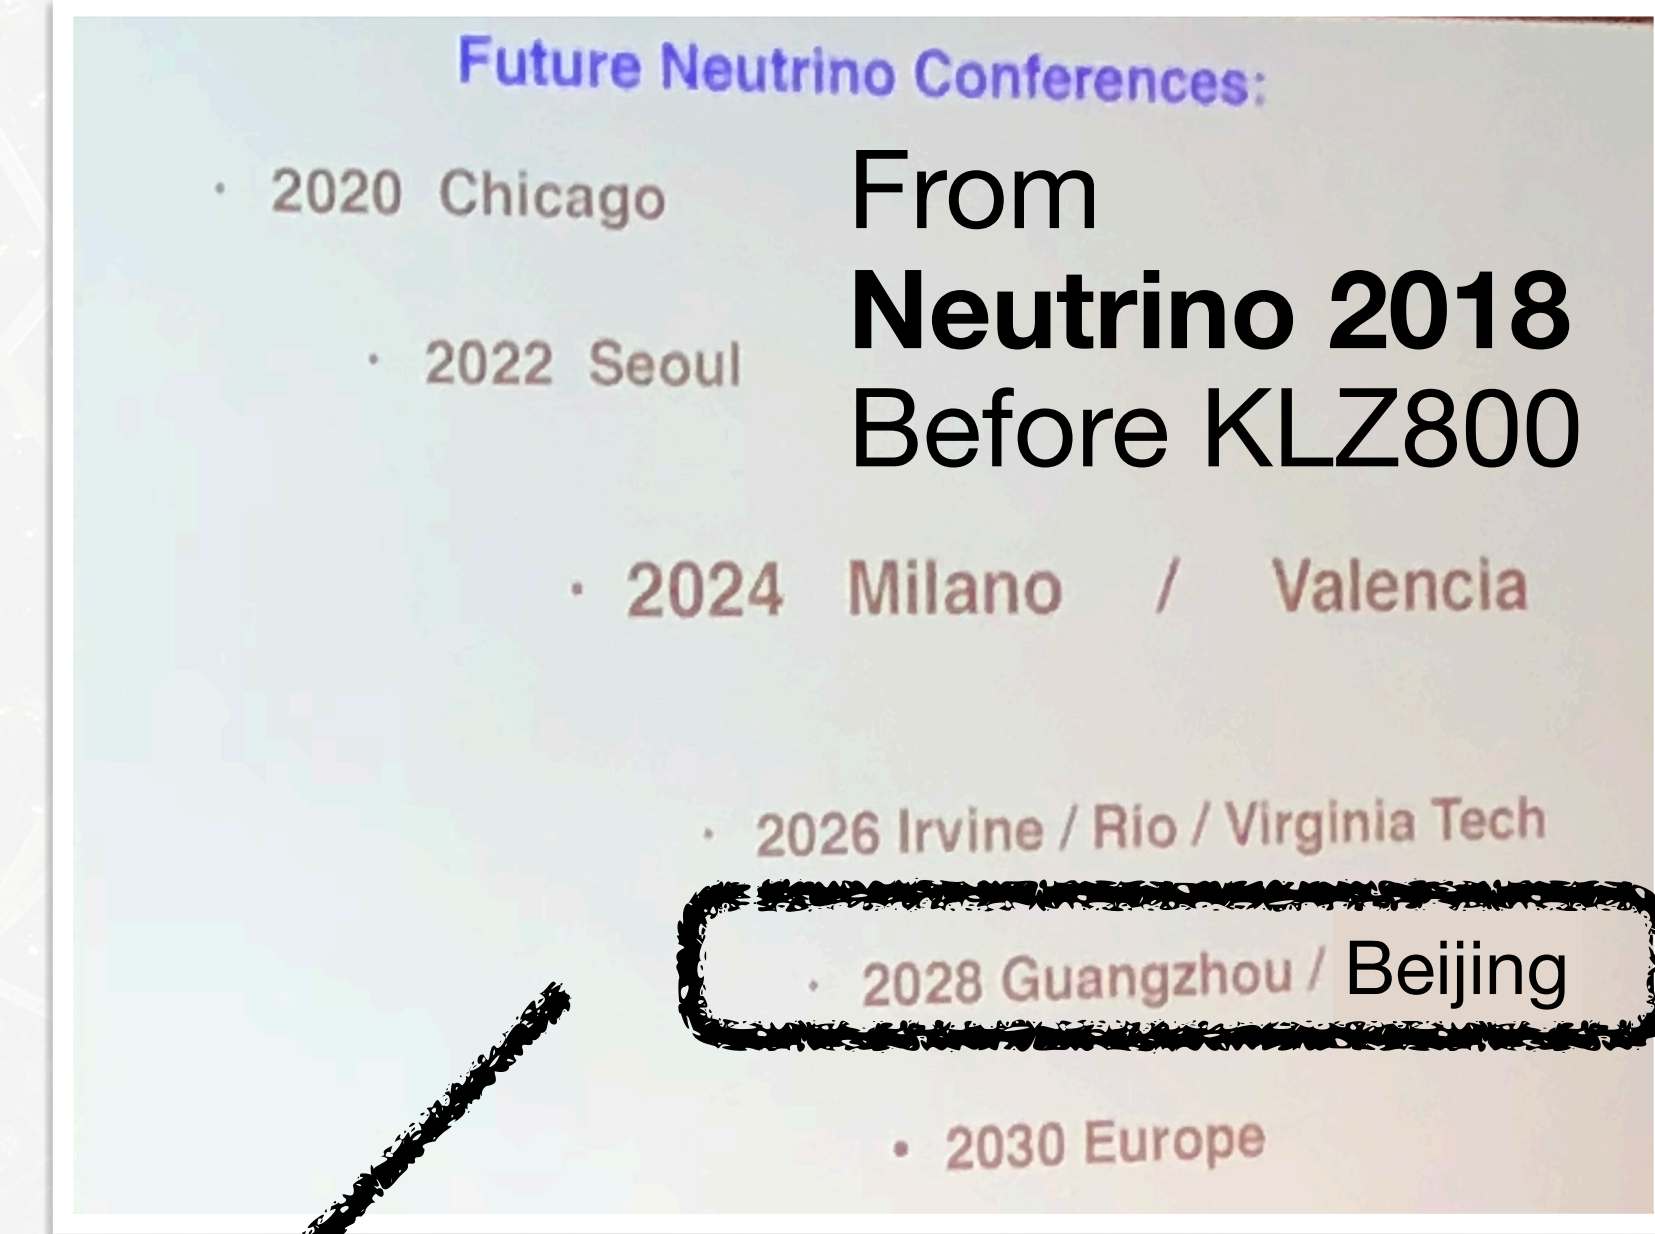 Future Neutrino Conferences:
· 2020 Chicago
From
Neutrino 2018
· 2022 Seoul
Before KLZ800
· 2024 Milano / Valencia
· 2026 Irvine / Rio / Virginia Tech
· 2028 Guangzhou / Beijing
• 2030 Europe